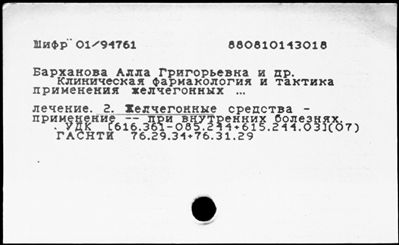 Шифр 01/94761 880810143018
Барханова Алла Григорьевна и др.
Клиническая фармакология и тактика
применения желчегонных ...
лечение. 2. Желчегонные средства -
применение -- при внутренних болезнях.
УДК [616.361-085.244+615.244.03](07)
ГАСНТИ 76.29.34+76.31.29